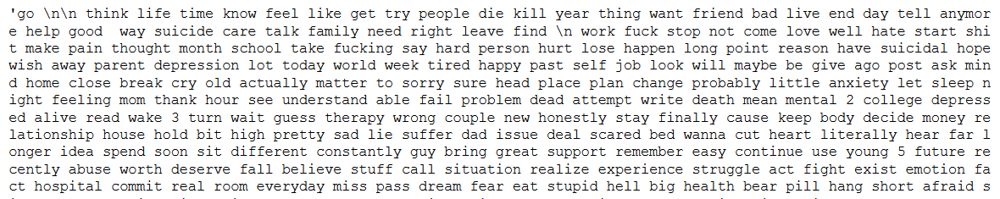 'go \n\n think life time know feel like get try people die kill year thing want friend bad live end day tell anymor
e help good  way suicide care talk family need right leave find \n work fuck stop not come love well hate start shi
t make pain thought month school take fucking say hard person hurt lose happen long point reason have suicidal hope
wish away parent depression lot today world week tired happy past self job look will maybe be give ago post ask min
d home close break cry old actually matter to sorry sure head place plan change probably little anxiety let sleep n
ight feeling mom thank hour see understand able fail problem dead attempt write death mean mental 2 college depress
ed alive read wake 3 turn wait guess therapy wrong couple new honestly stay finally cause keep body decide money re
lationship house hold bit high pretty sad lie suffer dad issue deal scared bed wanna cut heart literally hear far l
onger idea spend soon sit different constantly guy bring great support remember easy continue use young 5 future re
cently abuse worth deserve fall believe stuff call situation realize experience struggle act fight exist emotion fa
ct hospital commit real room everyday miss pass dream fear eat stupid hell big health bear pill hang short afraid s